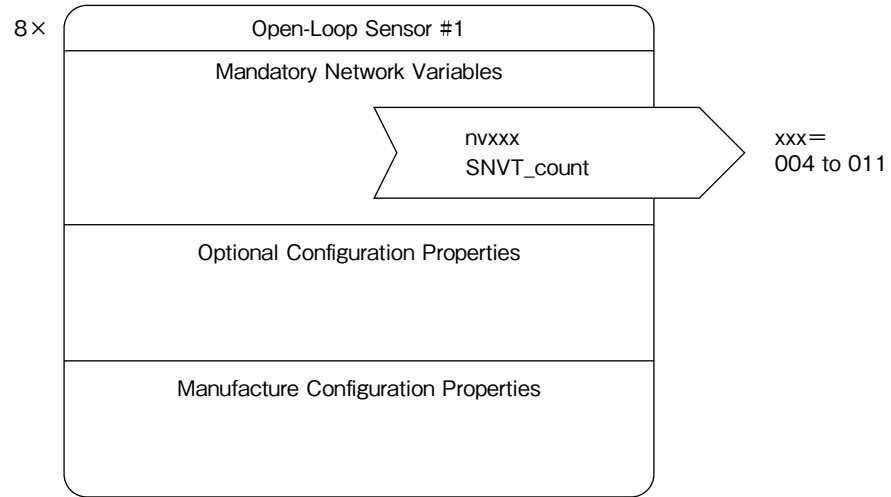 8×
Open-Loop Sensor #1
Mandatory Network Variables
nvxxx
SNVT_count
xxx=
004 to 011
Optional Configuration Properties
Manufacture Configuration Properties